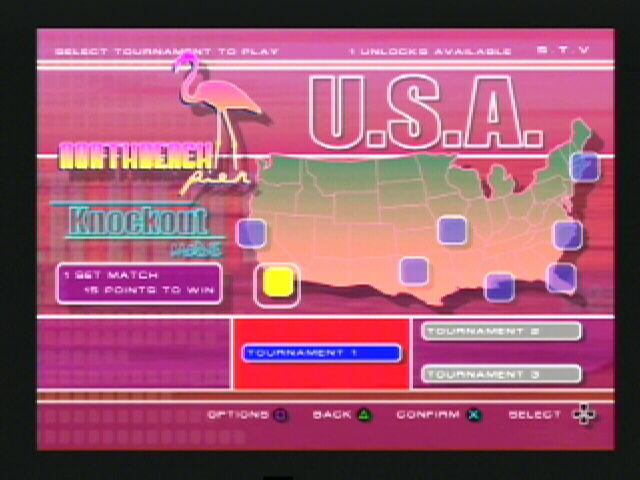 SELECT TOURNAMENT TO PLAY
1 UNLOCKS AVAILABLE
S.T.V
U.S.A.
NORTHBEACH
pier
Knockout
MODE
1 SET MATCH
15 POINTS TO WIN
TOURNAMENT 1
TOURNAMENT 2
TOURNAMENT 3
OPTIONS
BACK
CONFIRM
SELECT